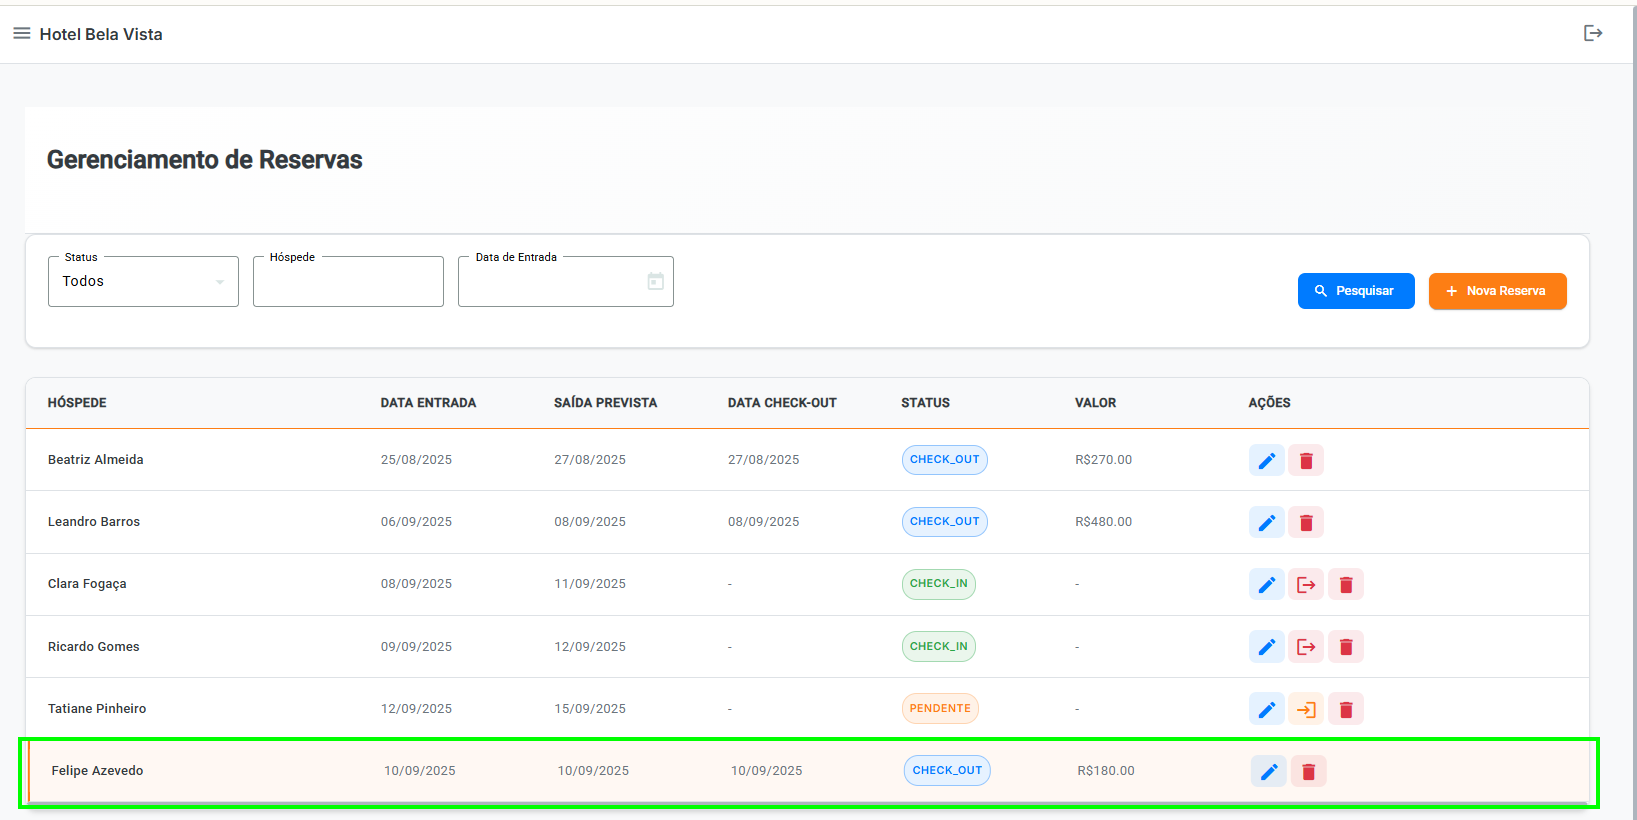 Hotel Bela Vista
Gerenciamento de Reservas
Status Hóspede Data de Entrada
Todos
Pesquisar Nova Reserva
HÓSPEDE DATA ENTRADA SAÍDA PREVISTA DATA CHECK-OUT STATUS VALOR AÇÕES
Beatriz Almeida 25/08/2025 27/08/2025 27/08/2025 CHECK_OUT R$270.00
Leandro Barros 06/09/2025 08/09/2025 08/09/2025 CHECK_OUT R$480.00
Clara Fogaça 08/09/2025 11/09/2025 - CHECK_IN -
Ricardo Gomes 09/09/2025 12/09/2025 - CHECK_IN -
Tatiane Pinheiro 12/09/2025 15/09/2025 - PENDENTE -
Felipe Azevedo 10/09/2025 10/09/2025 10/09/2025 CHECK_OUT R$180.00